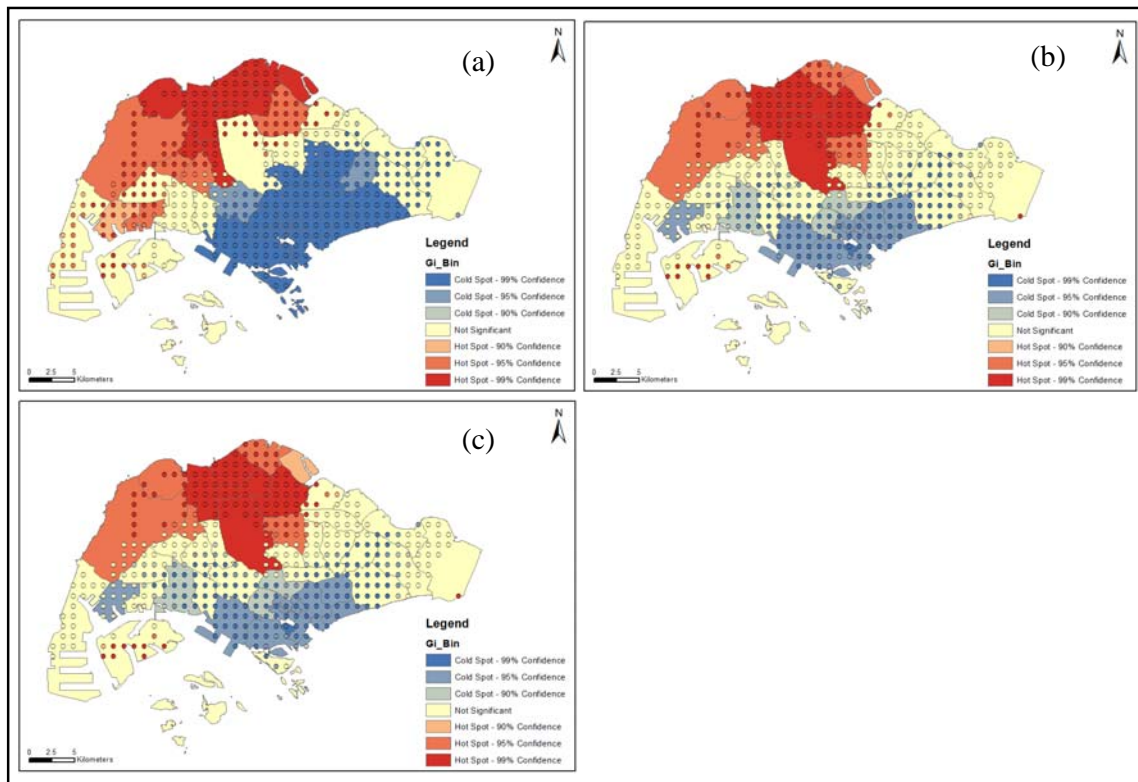 N
(a)
Legend
Gi_Bin
Cold Spot - 99% Confidence
Cold Spot - 95% Confidence
Cold Spot - 90% Confidence
Not Significant
Hot Spot - 90% Confidence
Hot Spot - 95% Confidence
Hot Spot - 99% Confidence
0 2.5 5
Kilometers
N
(b)
Legend
Gi_Bin
Cold Spot - 99% Confidence
Cold Spot - 95% Confidence
Cold Spot - 90% Confidence
Not Significant
Hot Spot - 90% Confidence
Hot Spot - 95% Confidence
Hot Spot - 99% Confidence
0 2.5 5
Kilometers
N
(c)
Legend
Gi_Bin
Cold Spot - 99% Confidence
Cold Spot - 95% Confidence
Cold Spot - 90% Confidence
Not Significant
Hot Spot - 90% Confidence
Hot Spot - 95% Confidence
Hot Spot - 99% Confidence
0 2.5 5
Kilometers